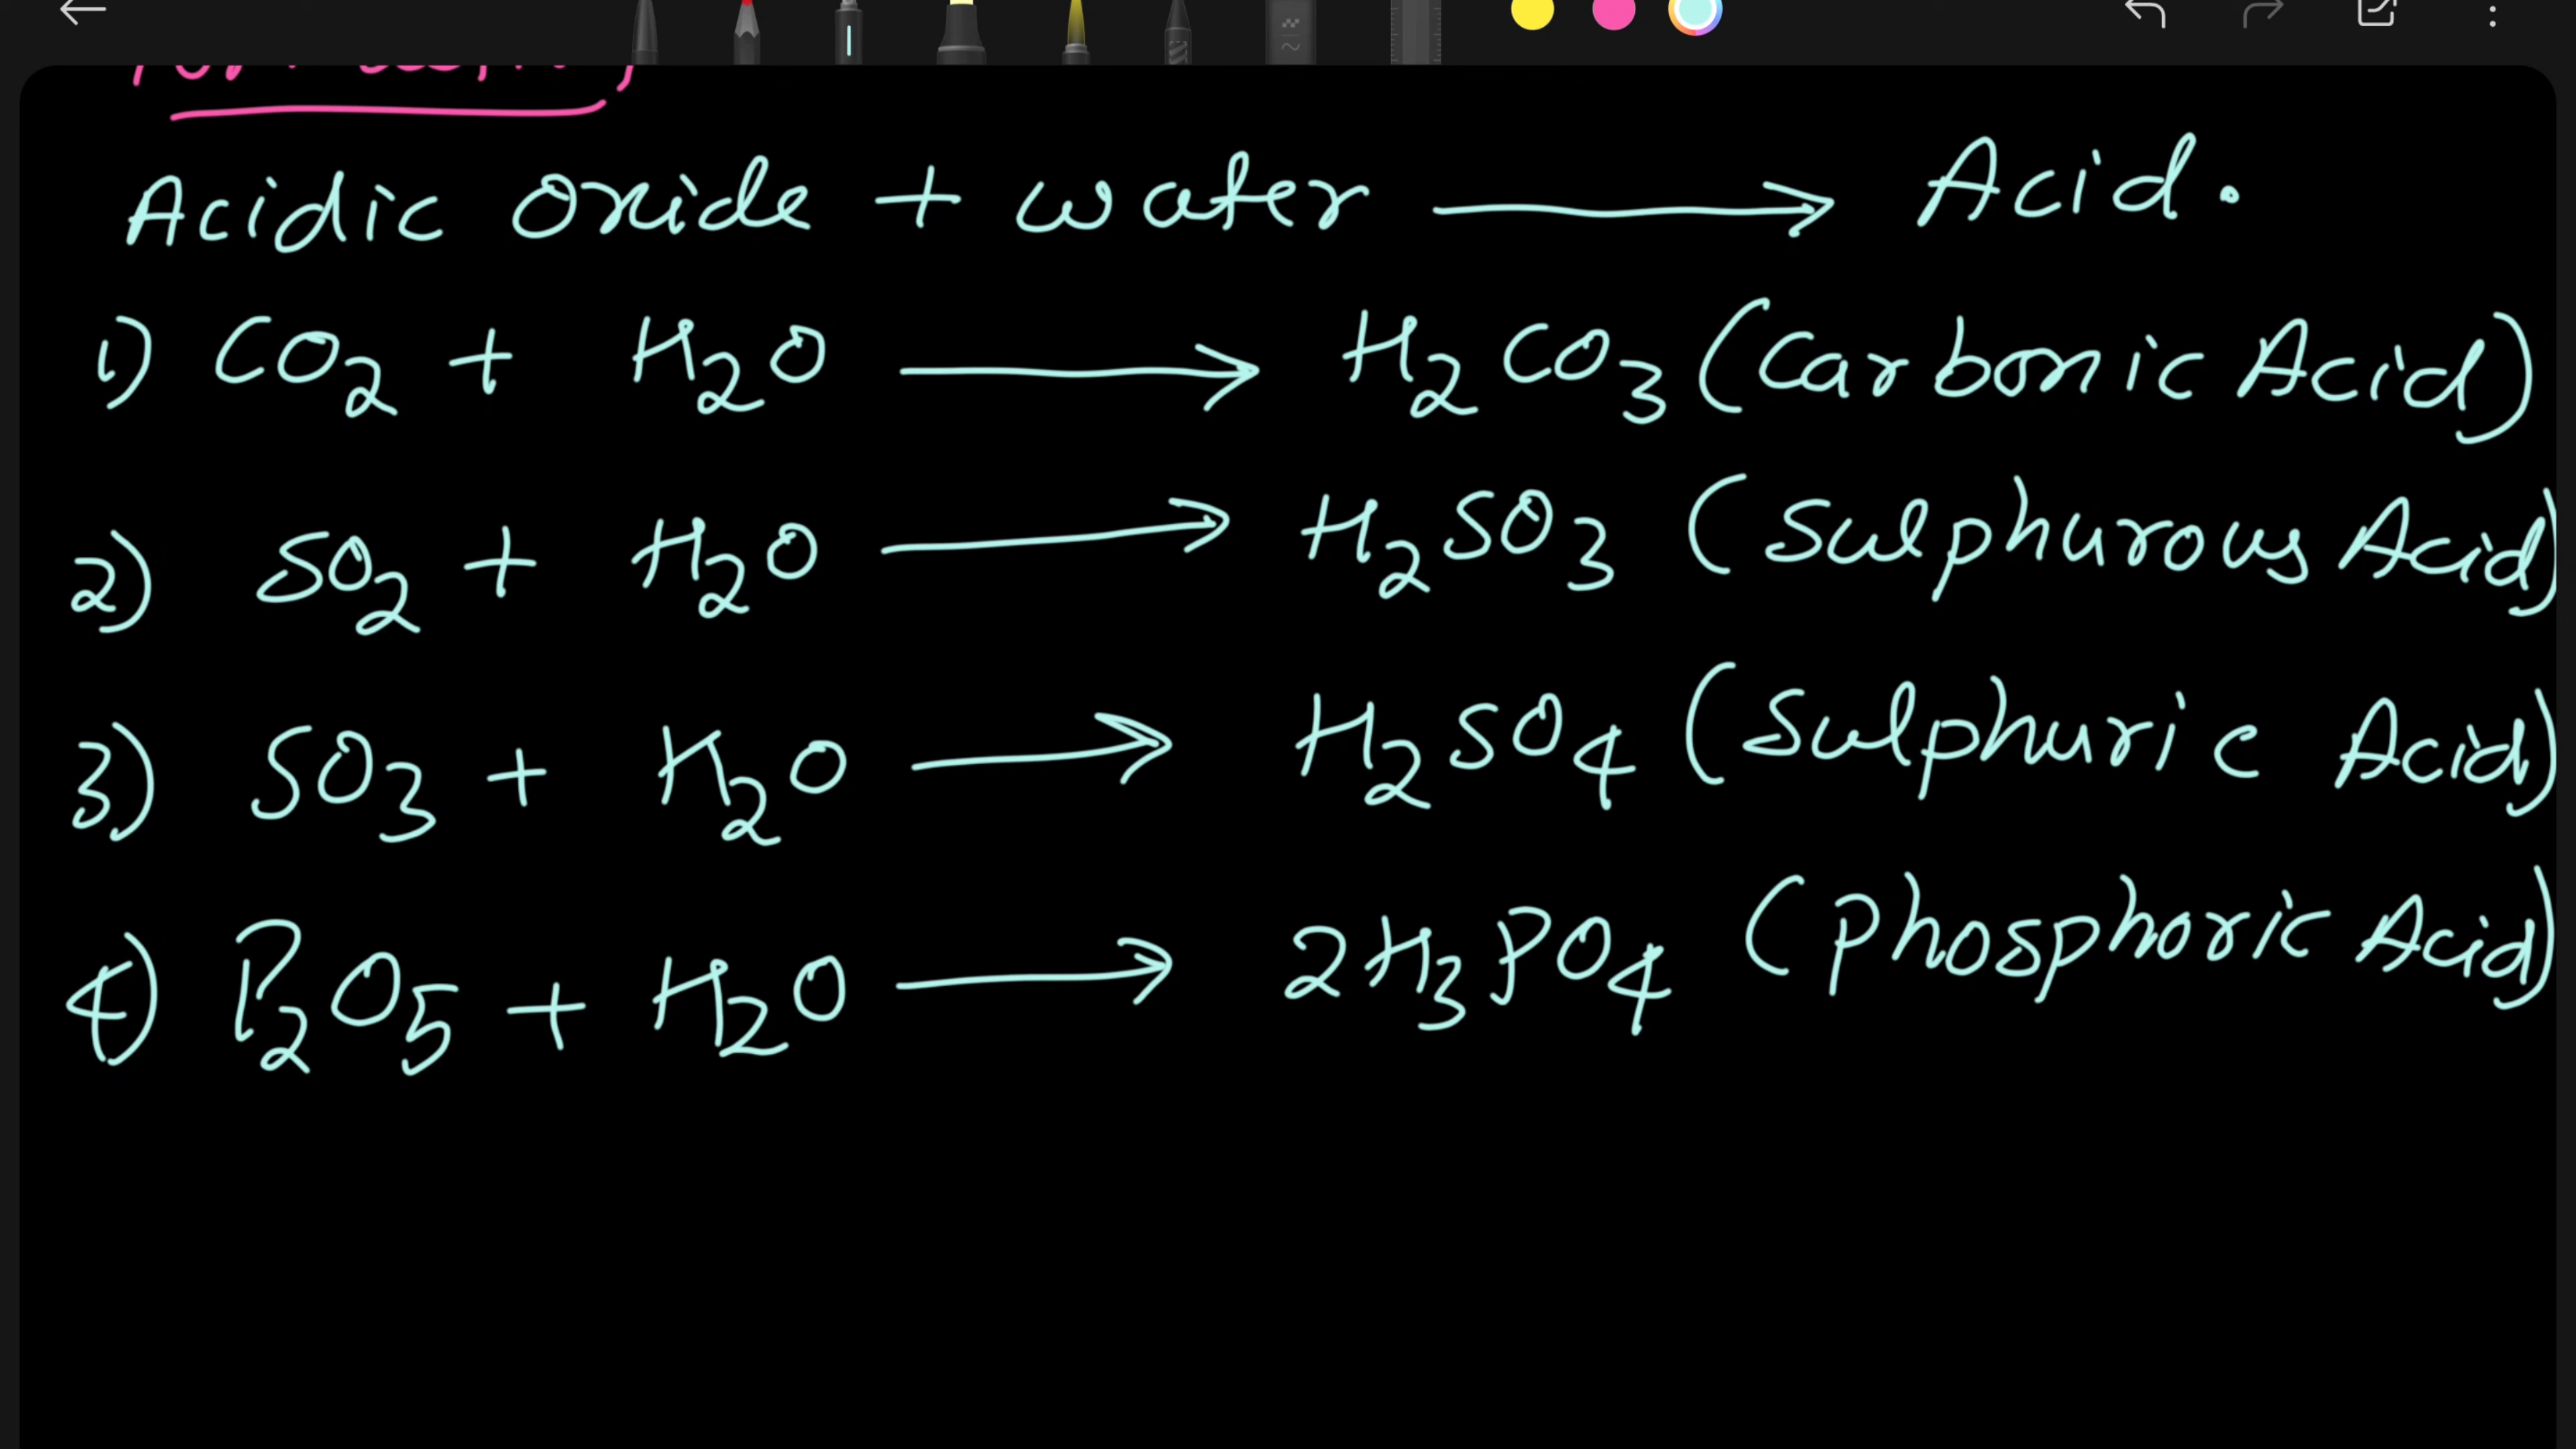 Acidic Oxide + water ⟶ Acid.
1) CO₂ + H₂O ⟶ H₂CO₃ (Carbonic Acid)
2) SO₂ + H₂O ⟶ H₂SO₃ (Sulphurous Acid)
3) SO₃ + H₂O ⟶ H₂SO₄ (Sulphuric Acid)
4) P₂O₅ + H₂O ⟶ 2H₃PO₄ (Phosphoric Acid)